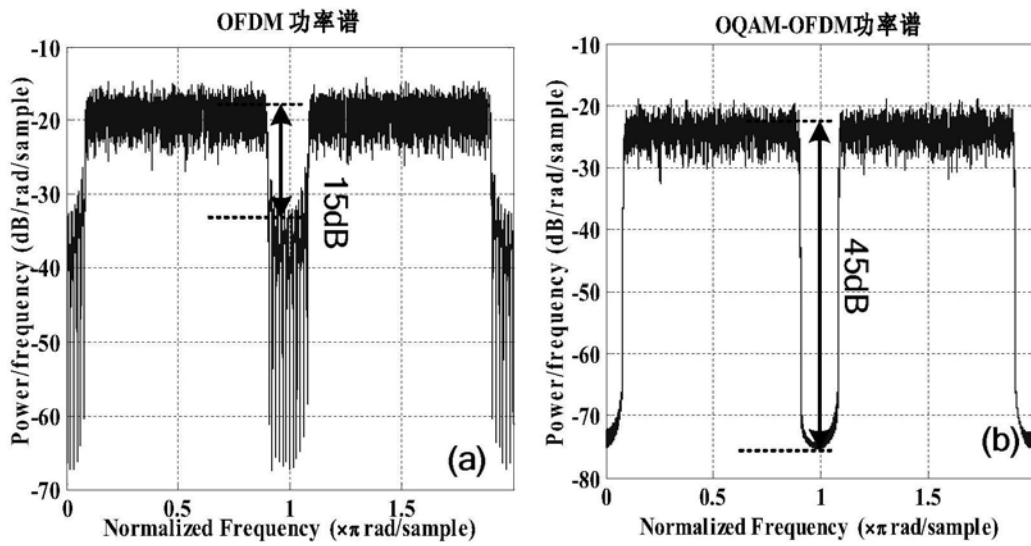 OFDM 功率谱
Power/frequency (dB/rad/sample)
-10
-20
-30
-40
-50
-60
-70
15dB
(a)
0
0.5
1
1.5
Normalized Frequency (×π rad/sample)
OQAM-OFDM功率谱
Power/frequency (dB/rad/sample)
-10
-20
-30
-40
-50
-60
-70
-80
45dB
(b)
0
0.5
1
1.5
Normalized Frequency (×π rad/sample)